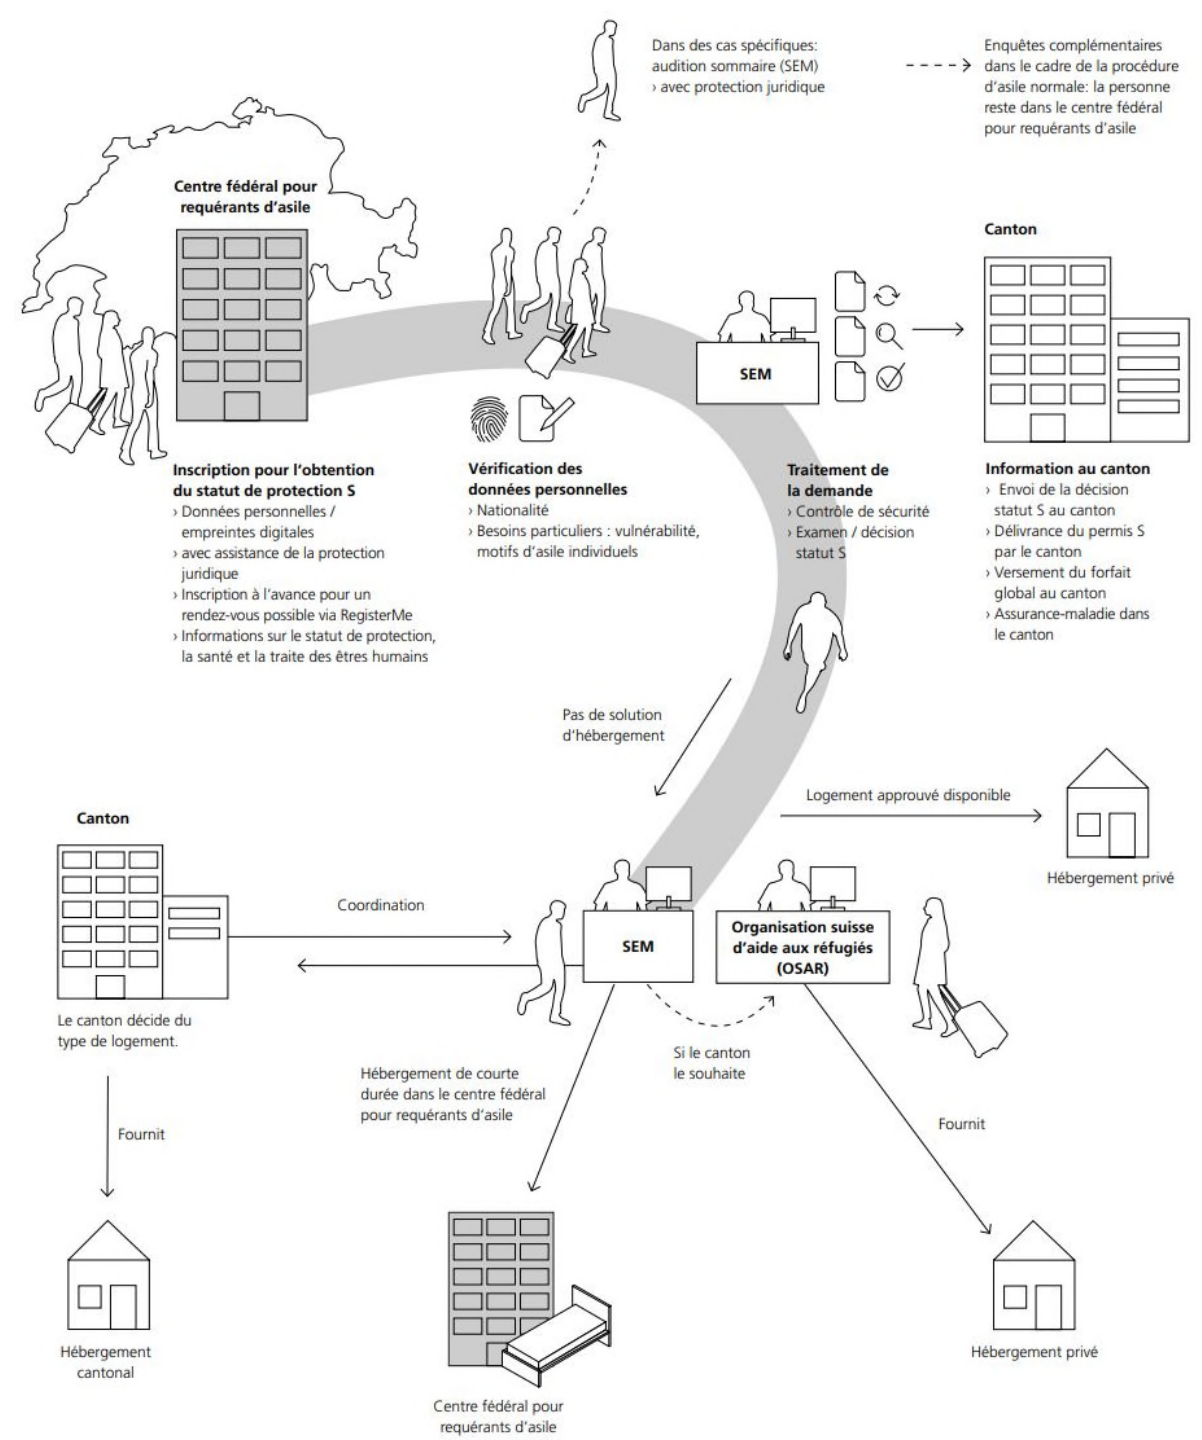 Dans des cas spécifiques:
audition sommaire (SEM)
› avec protection juridique
Enquêtes complémentaires
dans le cadre de la procédure
d'asile normale: la personne
reste dans le centre fédéral
pour requérants d'asile
Centre fédéral pour
requérants d'asile
Canton
SEM
Inscription pour l'obtention
du statut de protection S
› Données personnelles /
empreintes digitales
› avec assistance de la protection
juridique
› Inscription à l'avance pour un
rendez-vous possible via RegisterMe
› Informations sur le statut de protection,
la santé et la traite des êtres humains
Vérification des
données personnelles
› Nationalité
› Besoins particuliers : vulnérabilité,
motifs d'asile individuels
Traitement de
la demande
› Contrôle de sécurité
› Examen / décision
statut S
Information au canton
› Envoi de la décision
statut S au canton
› Délivrance du permis S
par le canton
› Versement du forfait
global au canton
› Assurance-maladie dans
le canton
Pas de solution
d'hébergement
Logement approuvé disponible
Hébergement privé
Canton
Coordination
SEM
Organisation suisse
d'aide aux réfugiés
(OSAR)
Le canton décide du
type de logement.
Si le canton
le souhaite
Hébergement de courte
durée dans le centre fédéral
pour requérants d'asile
Fournit
Fournit
Hébergement
cantonal
Centre fédéral pour
requérants d'asile
Hébergement privé